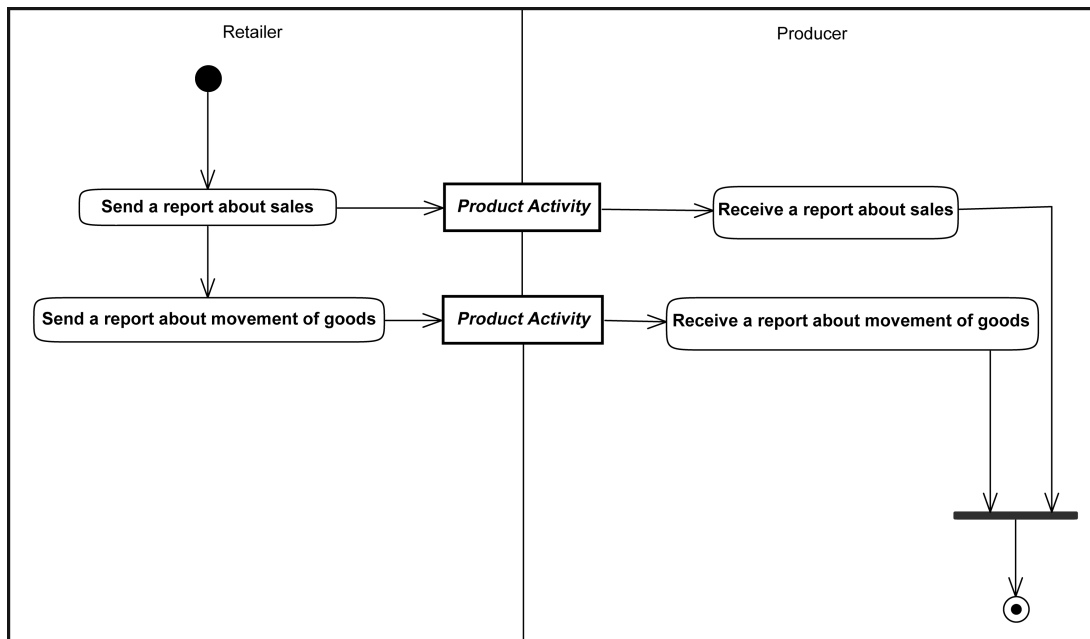 Retailer
Producer
Send a report about sales
Product Activity
Receive a report about sales
Send a report about movement of goods
Product Activity
Receive a report about movement of goods